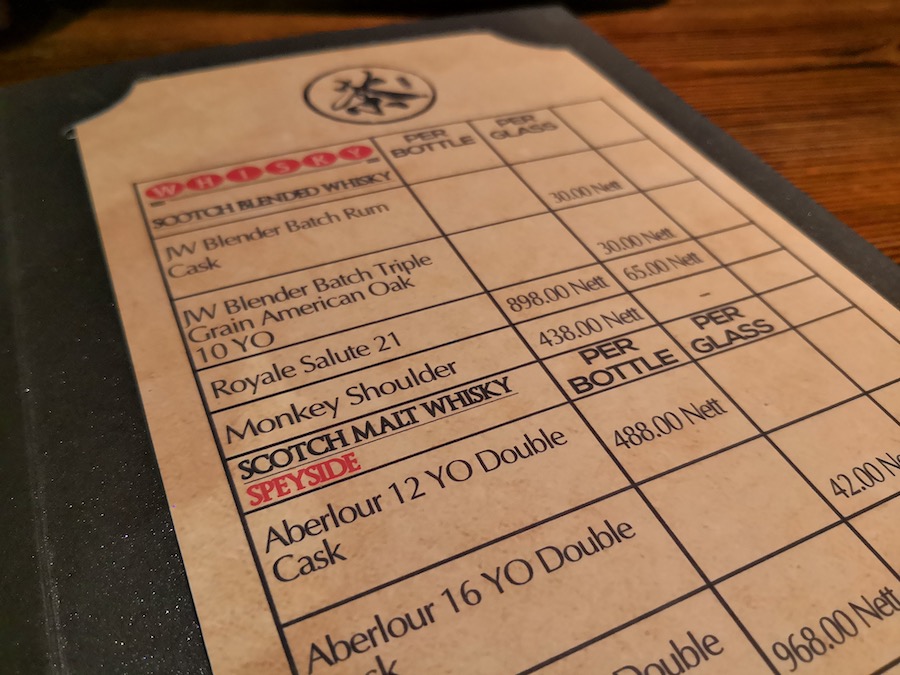 WHISKY PER BOTTLE PER GLASS
SCOTCH BLENDED WHISKY
JW Blender Batch Rum
Cask 30.00 Nett
JW Blender Batch Triple
Grain American Oak
10 YO 30.00 Nett
Royale Salute 21 898.00 Nett 65.00 Nett
Monkey Shoulder 438.00 Nett –
SCOTCH MALT WHISKY PER BOTTLE PER GLASS
SPEYSIDE
Aberlour 12 YO Double
Cask 488.00 Nett
Aberlour 16 YO Double 42.00
968.00 Nett
Double